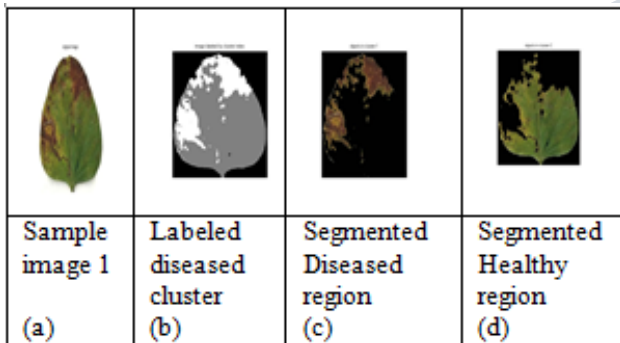 Sample
image 1
(a)
Labeled
diseased
cluster
(b)
Segmented
Diseased
region
(c)
Segmented
Healthy
region
(d)